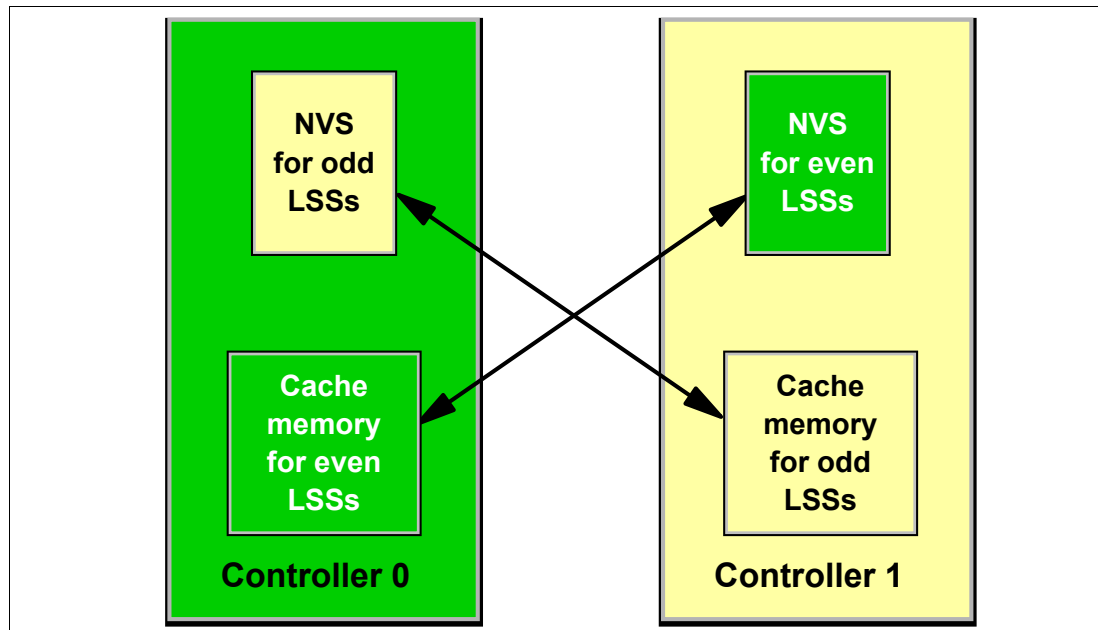 NVS
for odd
LSSs
NVS
for even
LSSs
Cache
memory
for even
LSSs
Cache
memory
for odd
LSSs
Controller 0
Controller 1